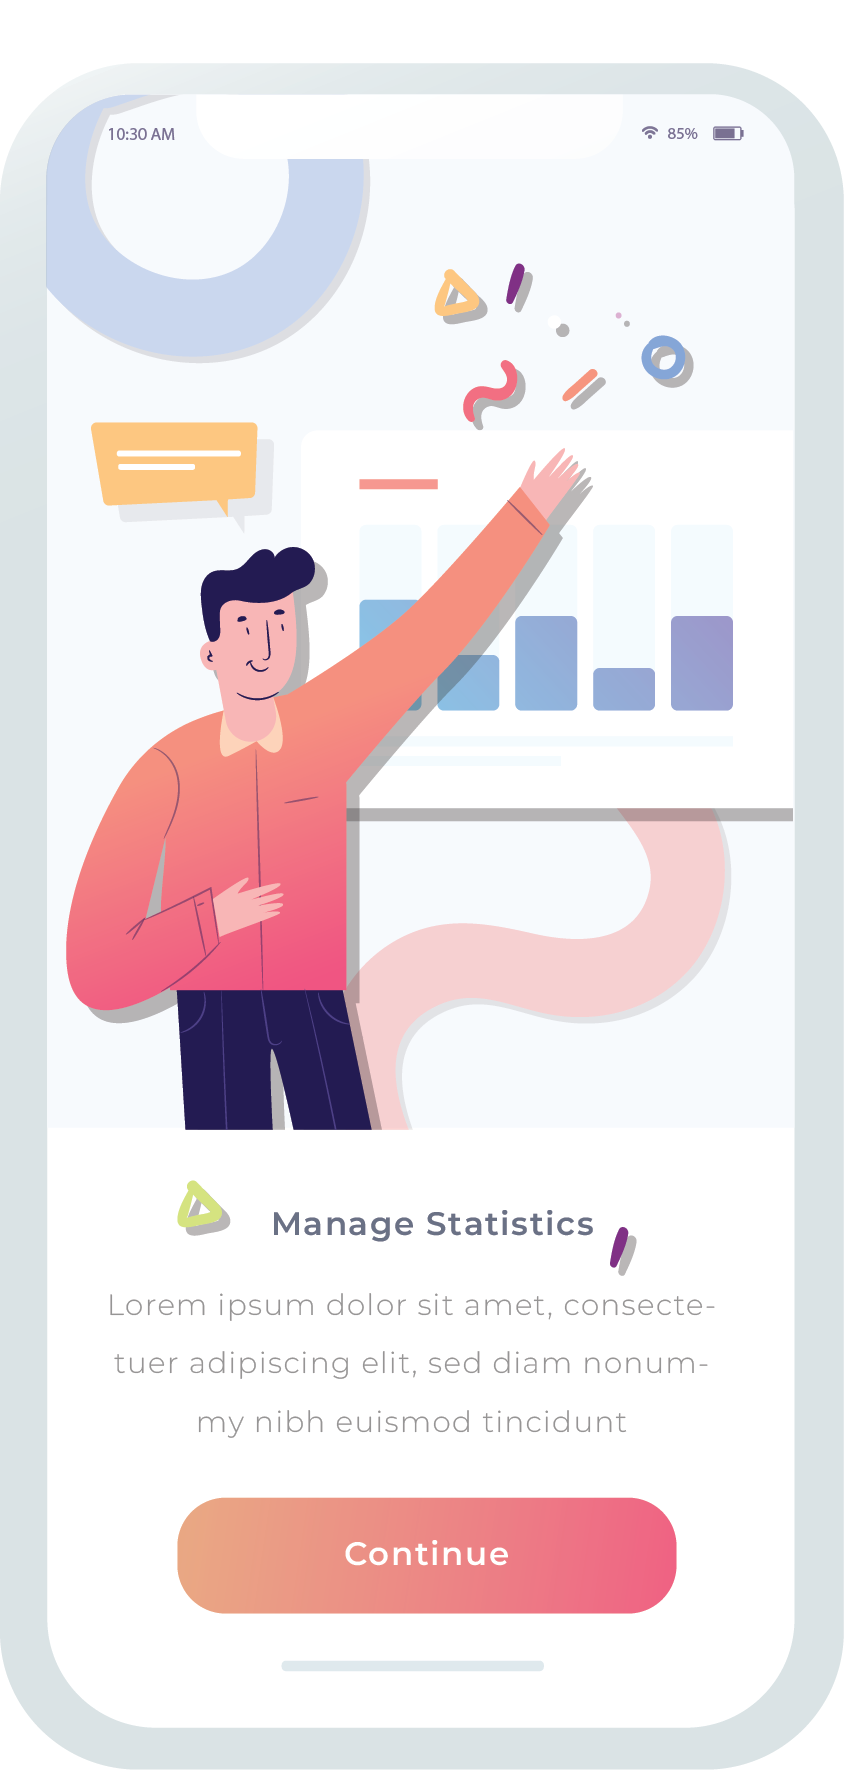 10:30 AM 85%
Manage Statistics
Lorem ipsum dolor sit amet, consecte-
tuer adipiscing elit, sed diam nonum-
my nibh euismod tincidunt
Continue